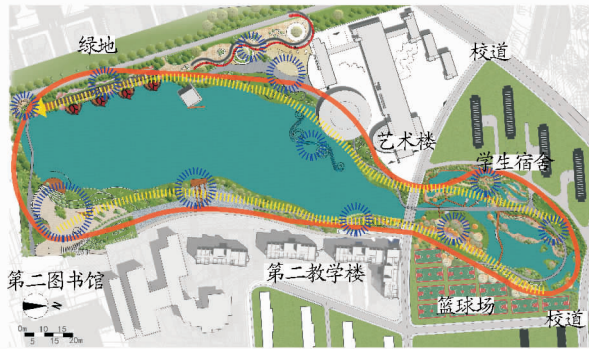 绿地
校道
艺术楼
学生宿舍
第二图书馆
第二教学楼
篮球场
校道
N
0m 10 15
5 15 20m